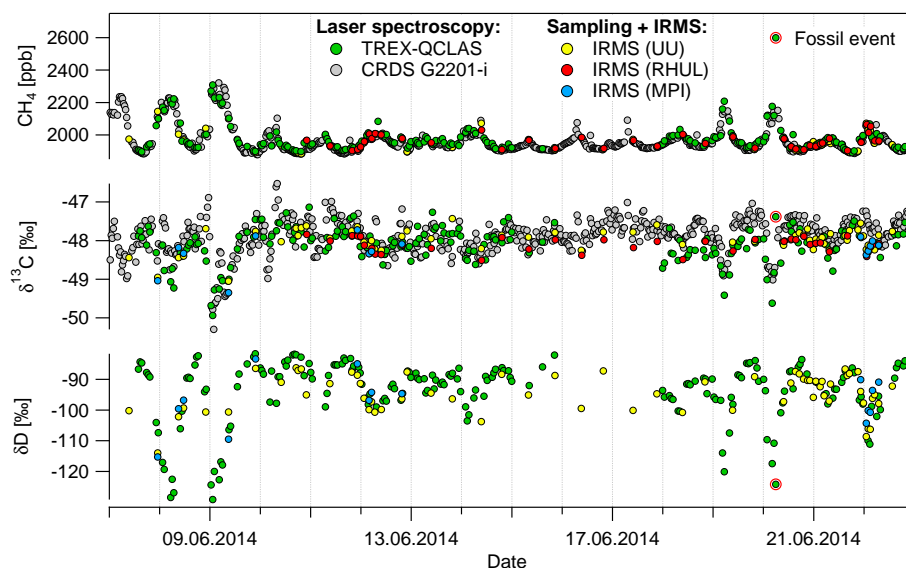 Laser spectroscopy: Sampling + IRMS:
TREX-QCLAS IRMS (UU) Fossil event
CRDS G2201-i IRMS (RHUL)
IRMS (MPI)
CH₄ [ppb]
2600
2400
2200
2000
δ¹³C [‰]
-47
-48
-49
-50
δD [‰]
-90
-100
-110
-120
09.06.2014 13.06.2014 17.06.2014 21.06.2014
Date